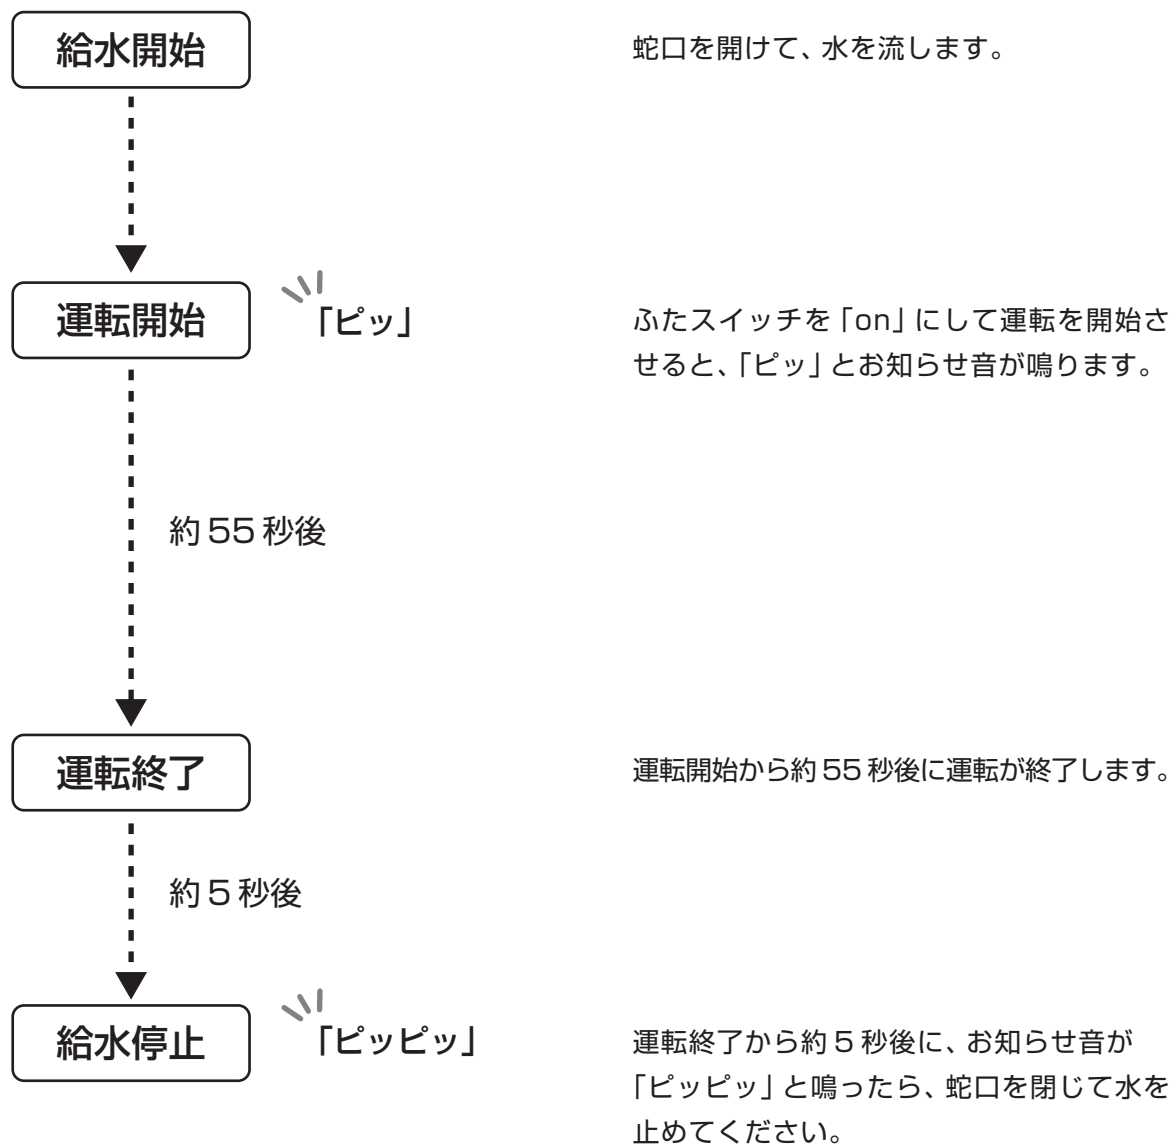 給水開始
蛇口を開けて、水を流します。
運転開始
「ピッ」
ふたスイッチを「on」にして運転を開始さ
せると、「ピッ」とお知らせ音が鳴ります。
約55秒後
運転終了
運転開始から約55秒後に運転が終了します。
約5秒後
給水停止
「ピッピッ」
運転終了から約5秒後に、お知らせ音が
「ピッピッ」と鳴ったら、蛇口を閉じて水を
止めてください。